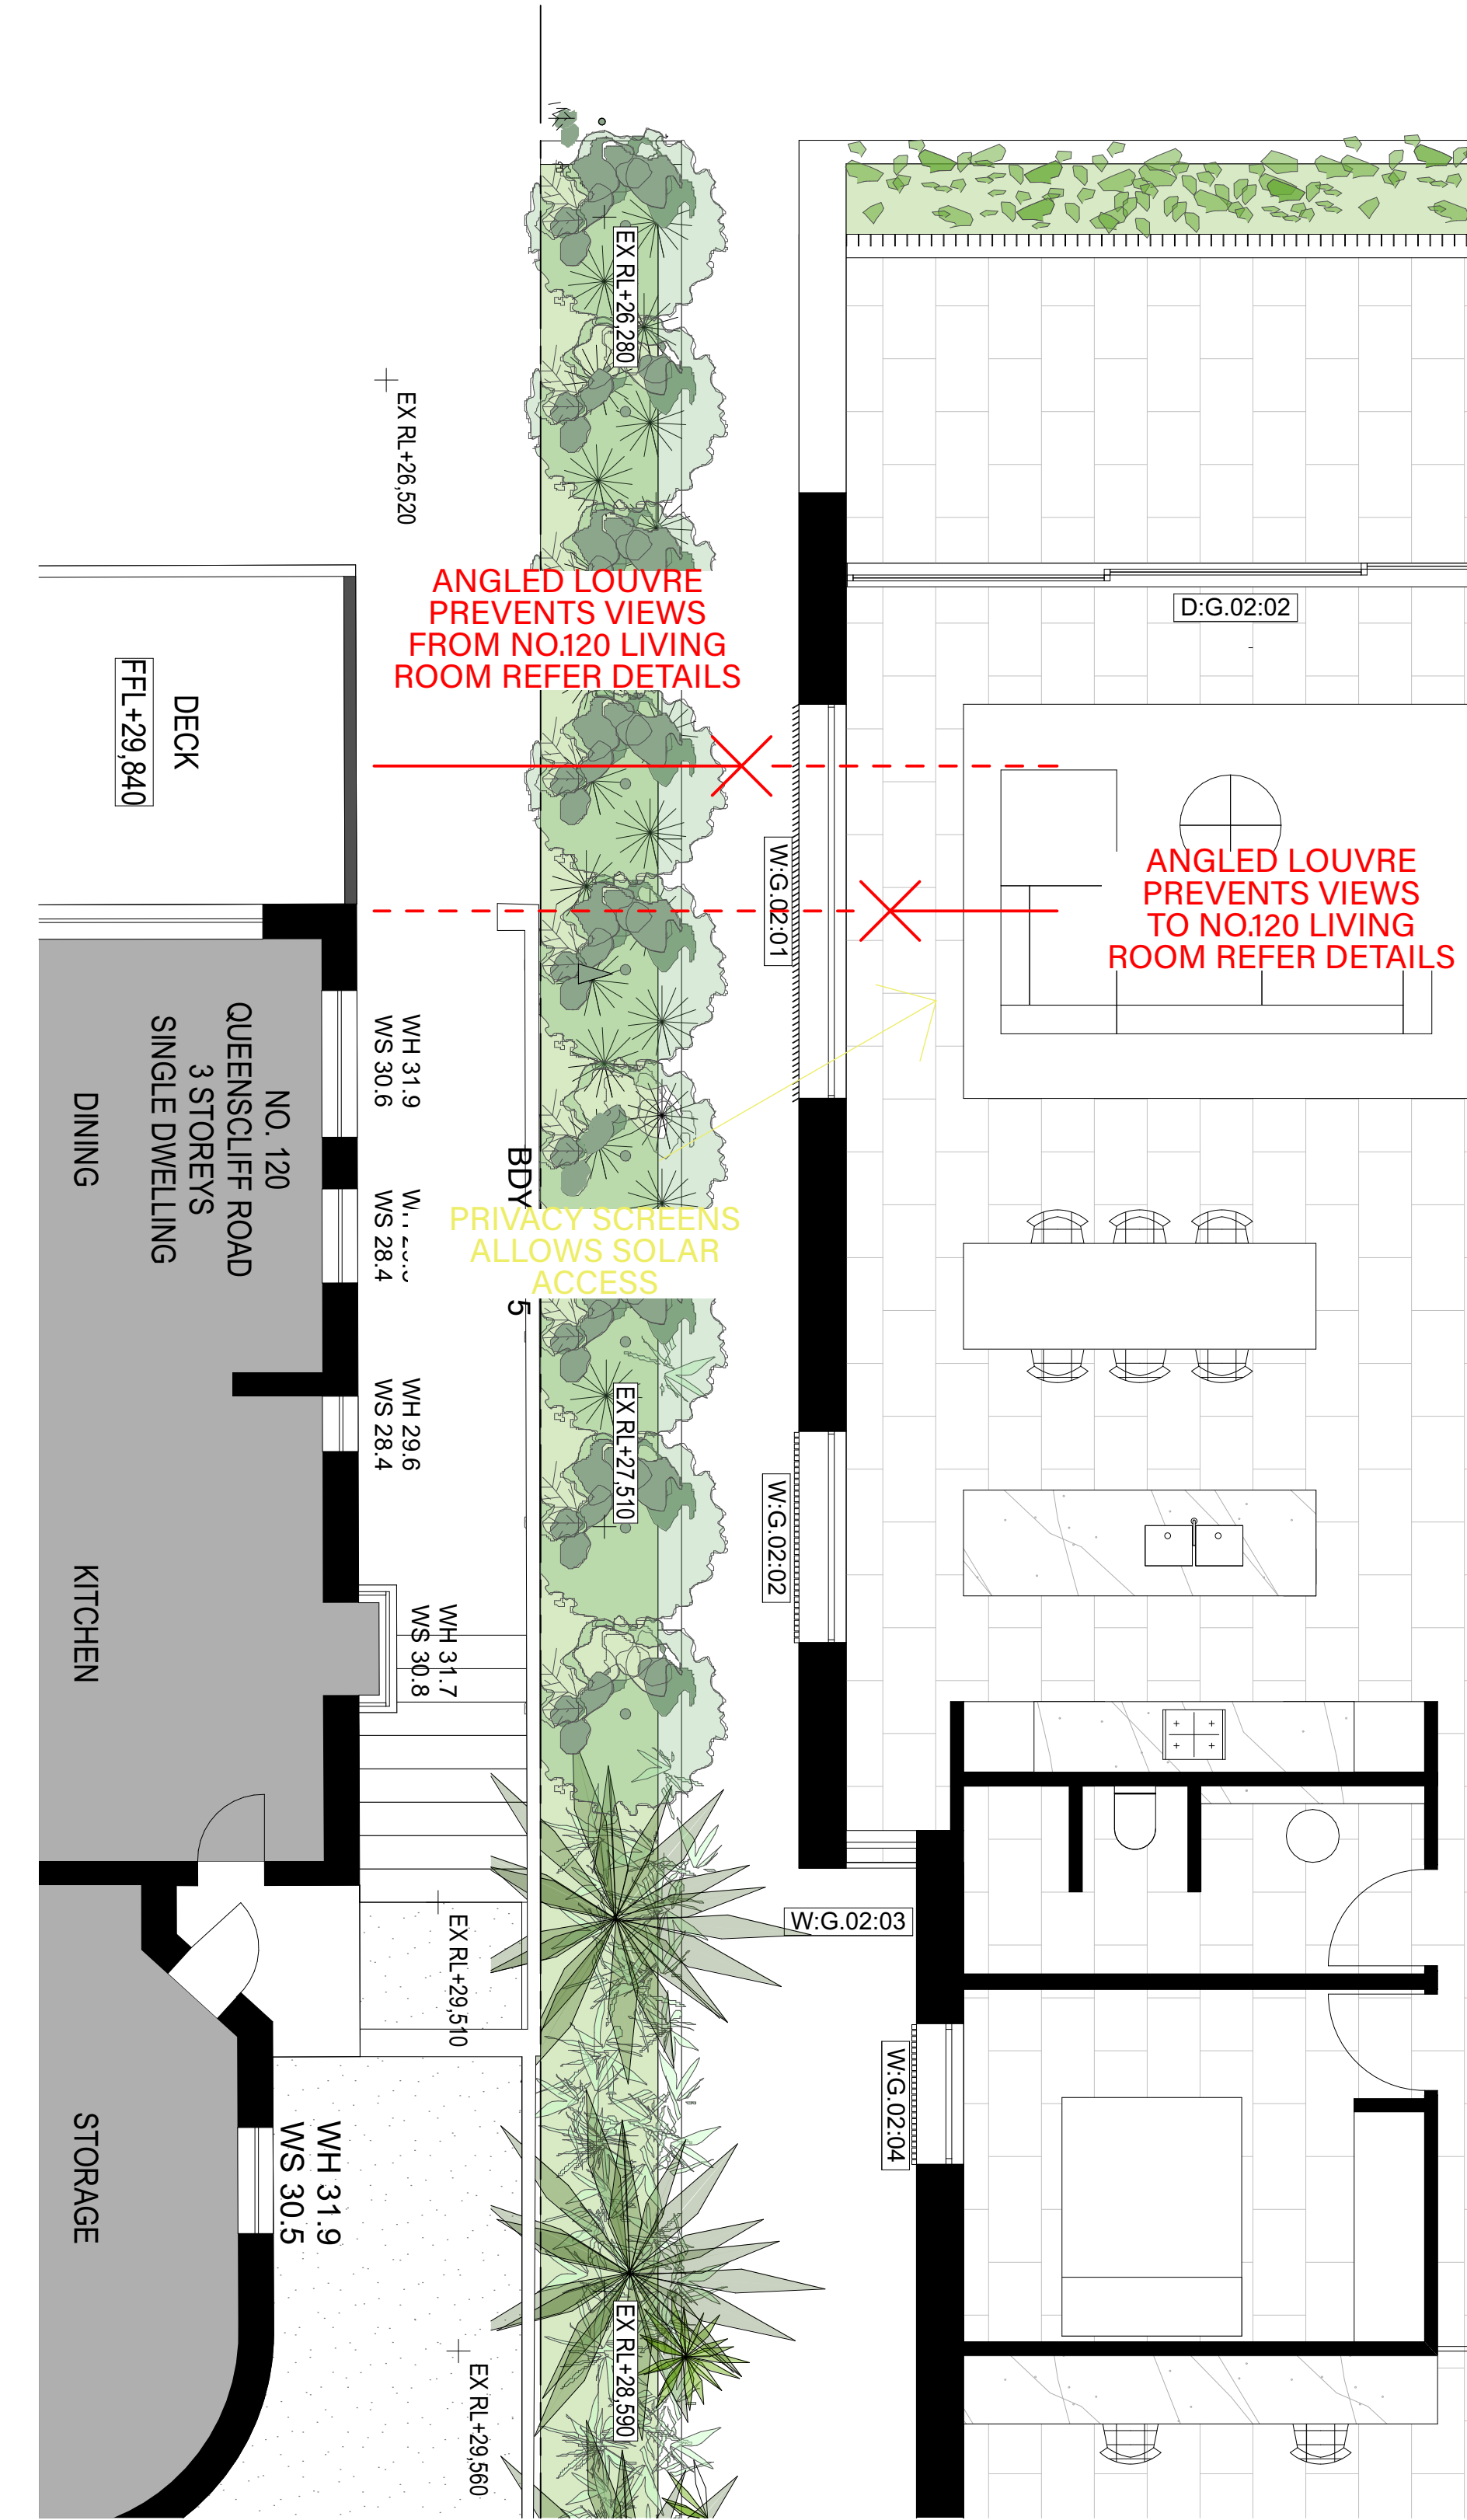 EX RL+26,280
EX RL+26,520
ANGLED LOUVRE
PREVENTS VIEWS
FROM NO.120 LIVING
ROOM REFER DETAILS
D:G.02:02
DECK
FFL+29,840
W:G.02:01
ANGLED LOUVRE
PREVENTS VIEWS
TO NO.120 LIVING
ROOM REFER DETAILS
NO. 120
QUEENSCLIFF ROAD
3 STOREYS
SINGLE DWELLING
DINING
WH 31.9
WS 30.6
WS 28.4
BDY
5
PRIVACY SCREENS
ALLOWS SOLAR
ACCESS
WH 29.6
WS 28.4
EX RL+27,510
W:G.02:02
KITCHEN
WH 31.7
WS 30.8
W:G.02:03
EX RL+29,510
W:G.02:04
STORAGE
WH 31.9
WS 30.5
EX RL+28,590
EX RL+29,560